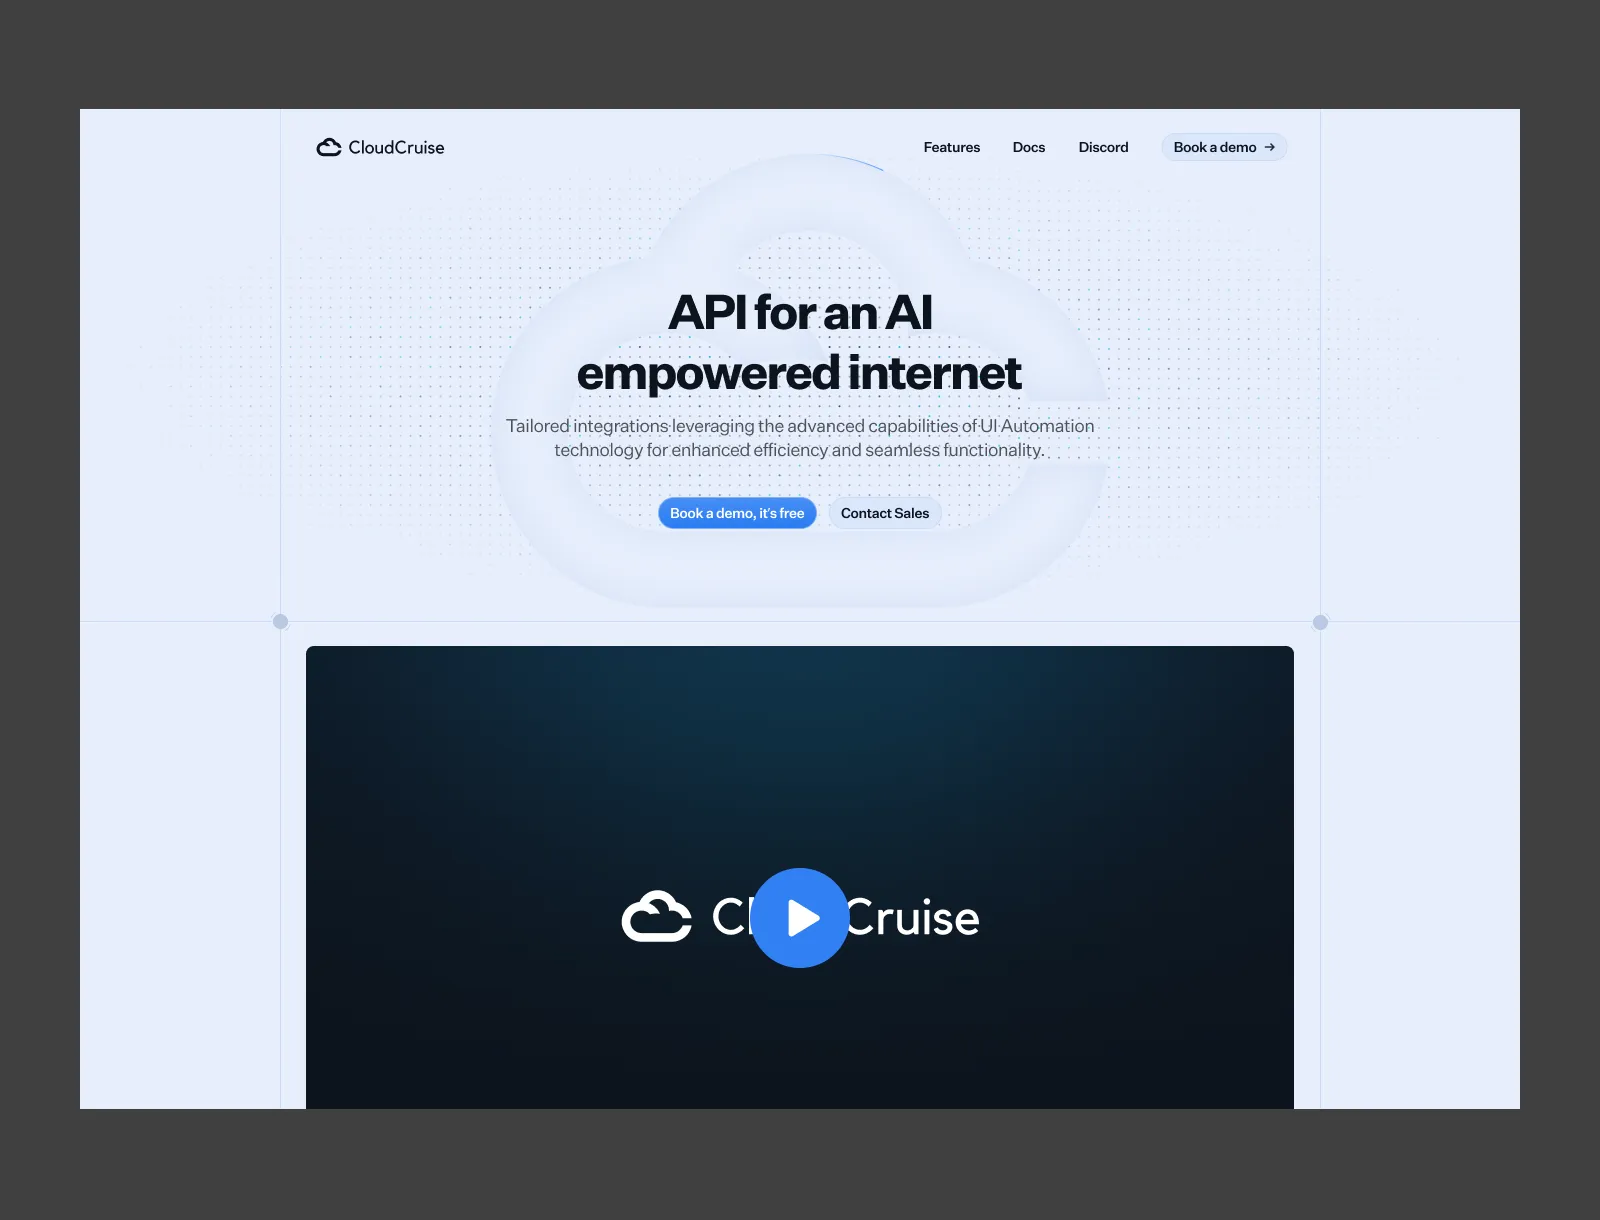 CloudCruise
Features
Docs
Discord
Book a demo →
API for an AI
empowered internet
Tailored integrations leveraging the advanced capabilities of UI Automation
technology for enhanced efficiency and seamless functionality.
Book a demo, it's free
Contact Sales
Cl Cruise